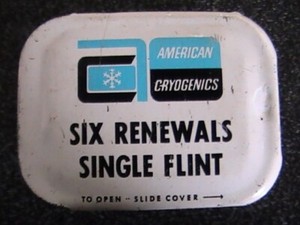 AMERICAN
CRYOGENICS
SIX RENEWALS
SINGLE FLINT
TO OPEN - SLIDE COVER →